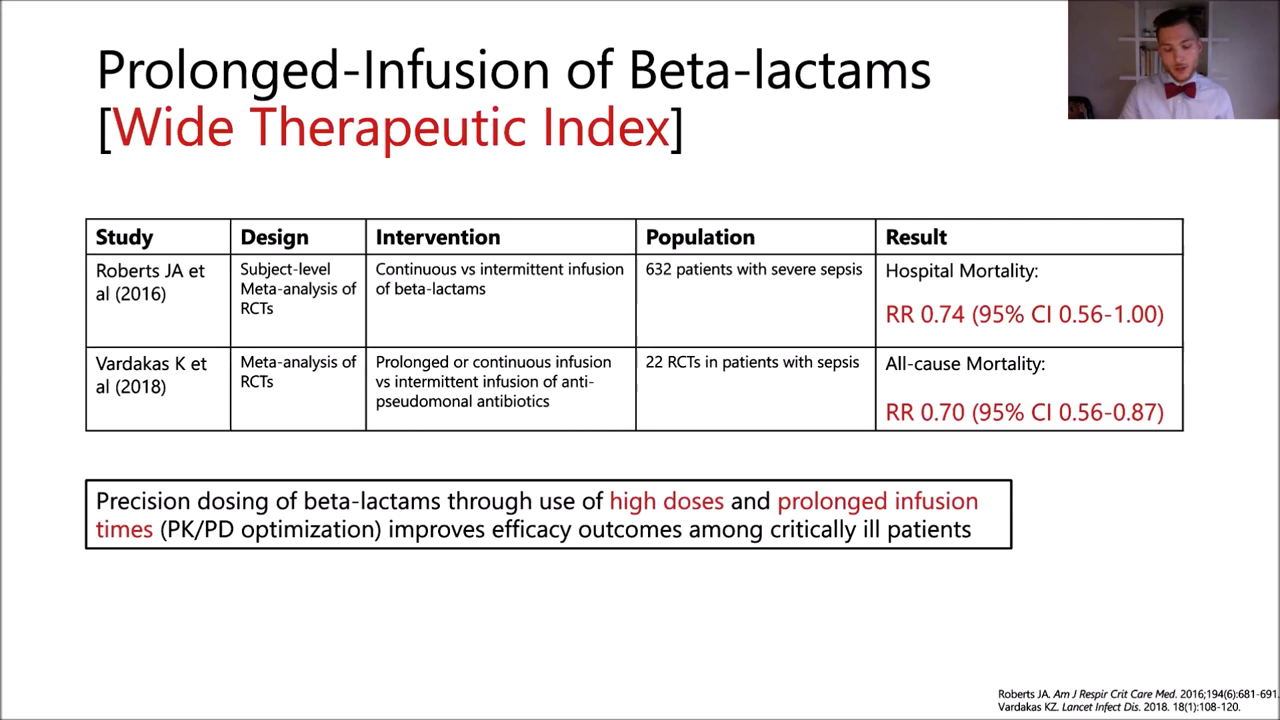 Prolonged-Infusion of Beta-lactams
[Wide Therapeutic Index]
Study
Design
Intervention
Population
Result
Roberts JA et
al (2016)
Subject-level
Meta-analysis of
RCTs
Continuous vs intermittent infusion
of beta-lactams
632 patients with severe sepsis
Hospital Mortality:
RR 0.74 (95% CI 0.56-1.00)
Vardakas K et
al (2018)
Meta-analysis of
RCTs
Prolonged or continuous infusion
vs intermittent infusion of anti-
pseudomonal antibiotics
22 RCTs in patients with sepsis
All-cause Mortality:
RR 0.70 (95% CI 0.56-0.87)
Precision dosing of beta-lactams through use of high doses and prolonged infusion
times (PK/PD optimization) improves efficacy outcomes among critically ill patients
Roberts JA. Am J Respir Crit Care Med. 2016;194(6):681-691.
Vardakas KZ. Lancet Infect Dis. 2018. 18(1):108-120.